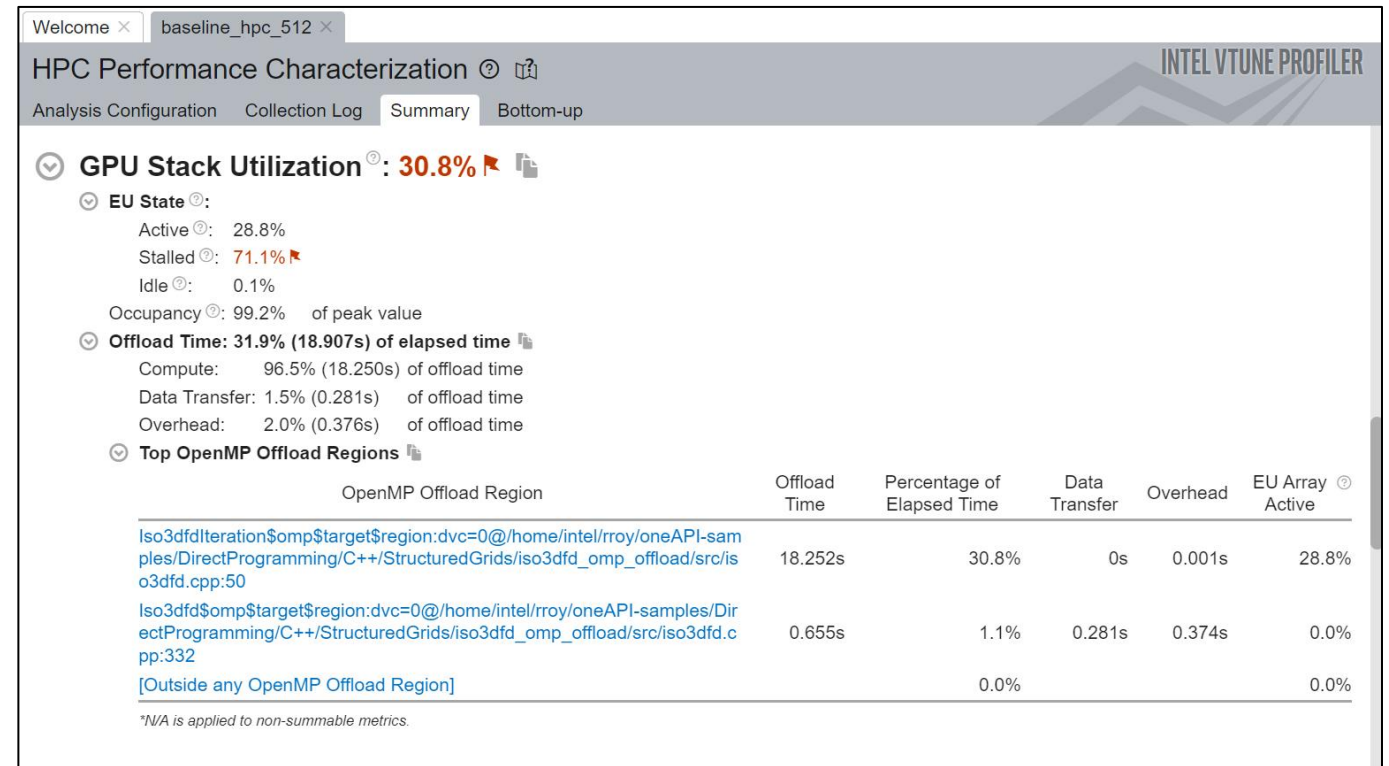 Welcome ×
baseline_hpc_512 ×
HPC Performance Characterization ?
INTEL VTUNE PROFILER
Analysis Configuration Collection Log Summary Bottom-up
GPU Stack Utilization ?: 30.8%
EU State ?:
Active ?: 28.8%
Stalled ?: 71.1%
Idle ?: 0.1%
Occupancy ?: 99.2% of peak value
Offload Time: 31.9% (18.907s) of elapsed time
Compute: 96.5% (18.250s) of offload time
Data Transfer: 1.5% (0.281s) of offload time
Overhead: 2.0% (0.376s) of offload time
Top OpenMP Offload Regions
OpenMP Offload Region
Offload
Time
Percentage of
Elapsed Time
Data
Transfer
Overhead
EU Array ?
Active
Iso3dfdIteration$omp$target$region:dvc=0@/home/intel/rroy/oneAPI-sam
ples/DirectProgramming/C++/StructuredGrids/iso3dfd_omp_offload/src/is
o3dfd.cpp:50
18.252s 30.8% 0s 0.001s 28.8%
Iso3dfd$omp$target$region:dvc=0@/home/intel/rroy/oneAPI-samples/Dir
ectProgramming/C++/StructuredGrids/iso3dfd_omp_offload/src/iso3dfd.c
pp:332
0.655s 1.1% 0.281s 0.374s 0.0%
[Outside any OpenMP Offload Region] 0.0% 0.0%
*N/A is applied to non-summable metrics.